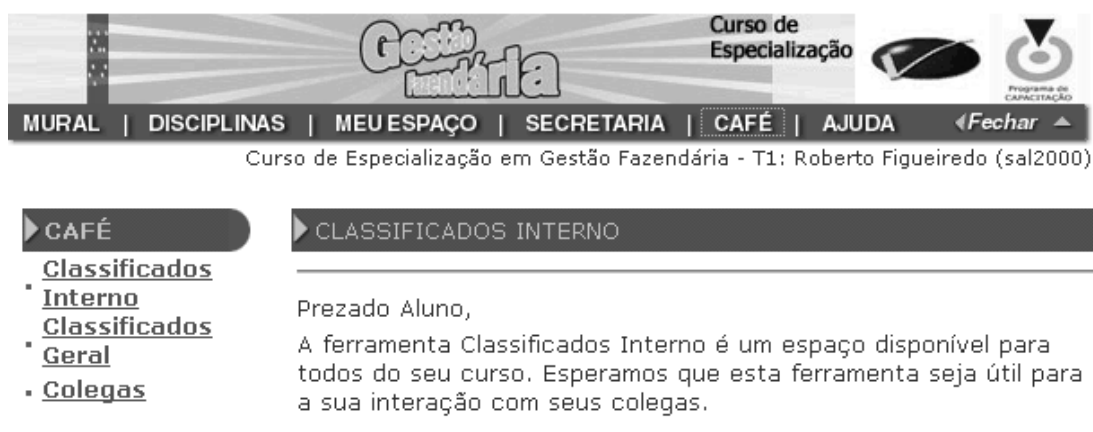 Gestão
Fazendária
Curso de
Especialização
Programa de
CAPACITAÇÃO
MURAL | DISCIPLINAS | MEU ESPAÇO | SECRETARIA | CAFÉ | AJUDA Fechar
Curso de Especialização em Gestão Fazendária - T1: Roberto Figueiredo (sal2000)
CAFÉ
Classificados
Interno
Classificados
Geral
Colegas
CLASSIFICADOS INTERNO
Prezado Aluno,
A ferramenta Classificados Interno é um espaço disponível para
todos do seu curso. Esperamos que esta ferramenta seja útil para
a sua interação com seus colegas.